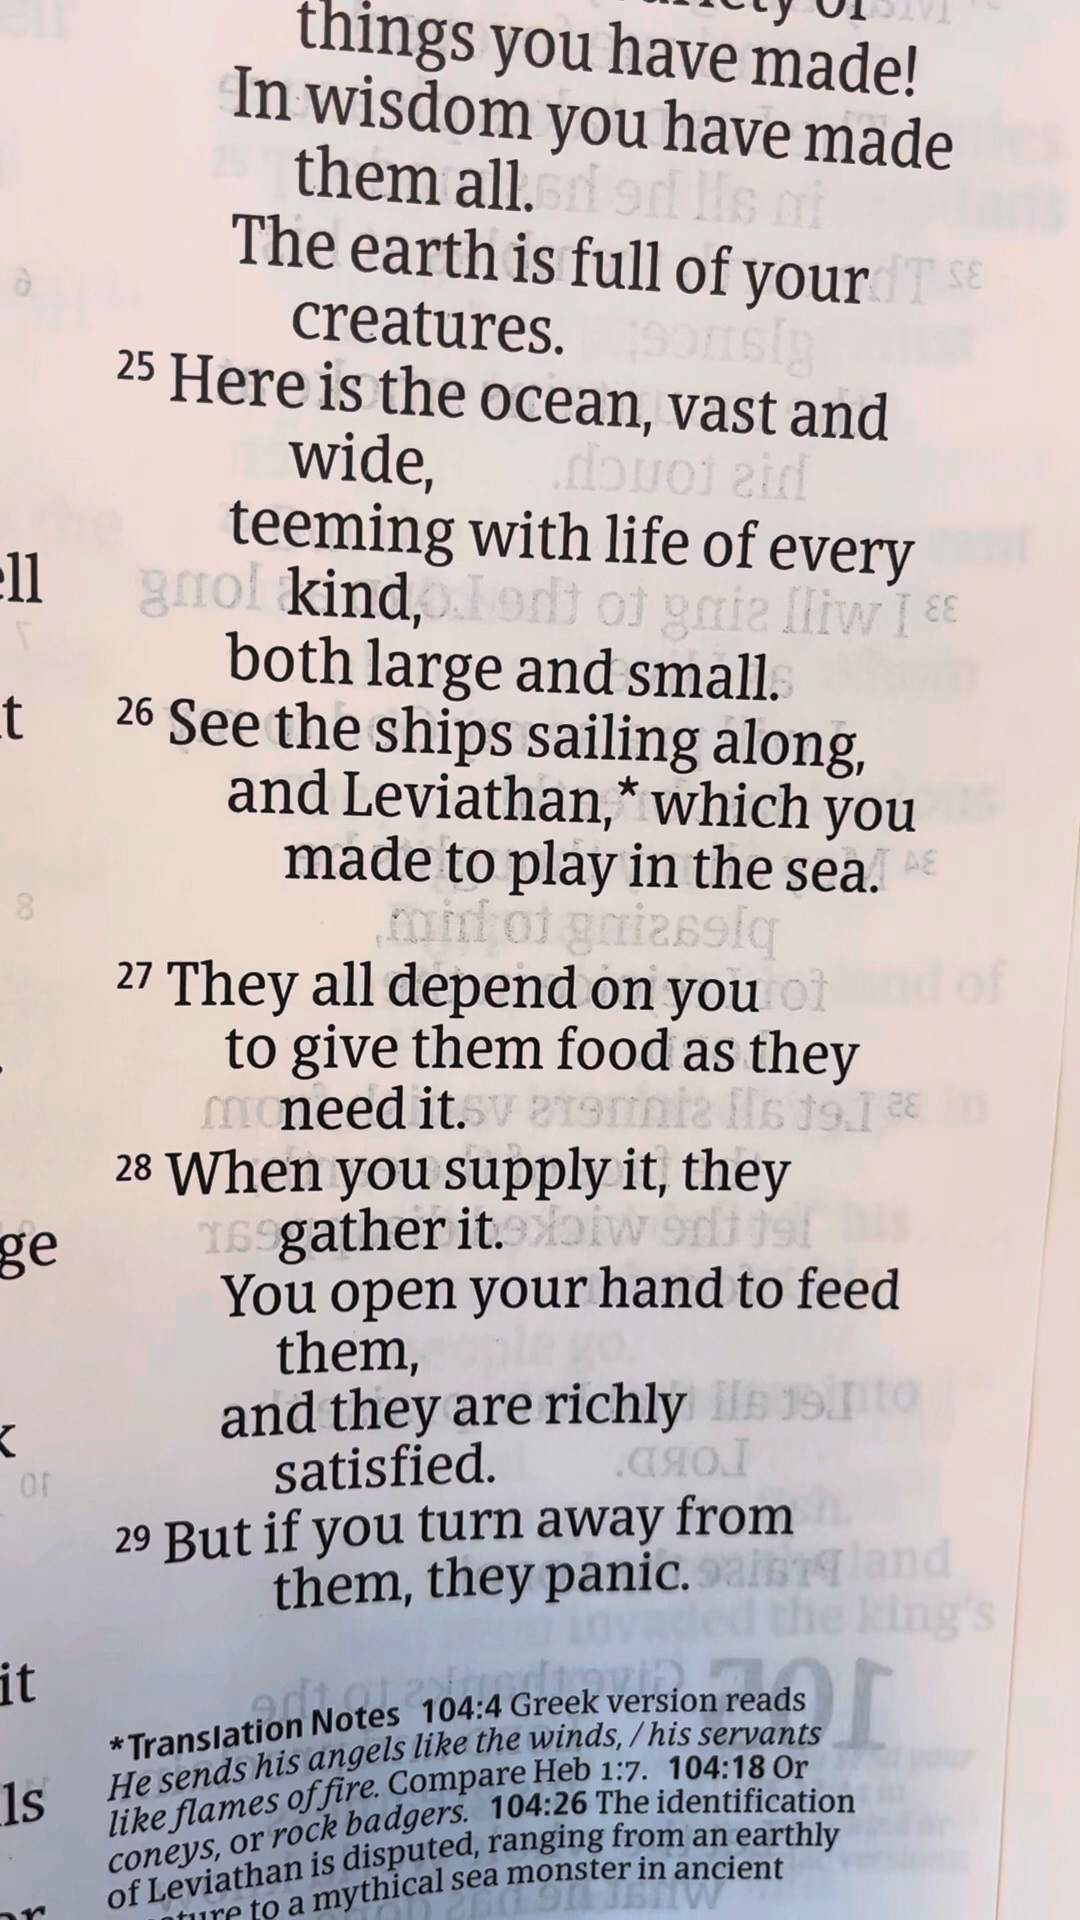 things you have made!
In wisdom you have made
them all.
The earth is full of your
creatures.
25 Here is the ocean, vast and
wide,
teeming with life of every
kind,
both large and small.
26 See the ships sailing along,
and Leviathan,* which you
made to play in the sea.
27 They all depend on you
to give them food as they
need it.
28 When you supply it, they
gather it.
You open your hand to feed
them,
and they are richly
satisfied.
29 But if you turn away from
them, they panic.
*Translation Notes 104:4 Greek version reads
He sends his angels like the winds, / his servants
like flames of fire. Compare Heb 1:7. 104:18 Or
coneys, or rock badgers. 104:26 The identification
of Leviathan is disputed, ranging from an earthly
to a mythical sea monster in ancient